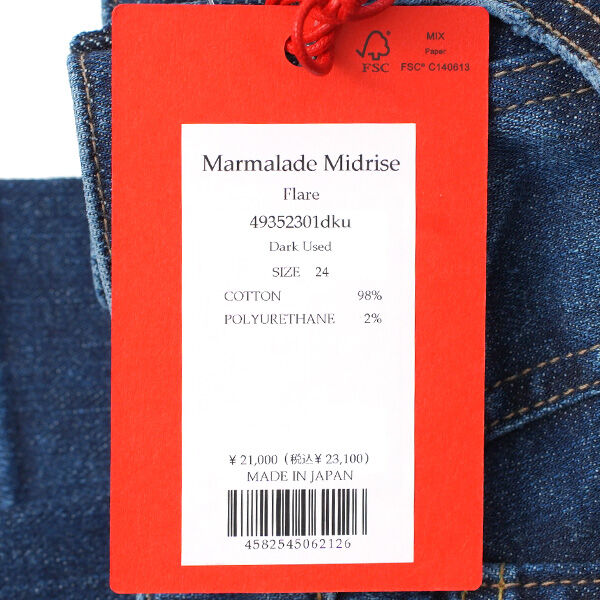 FSC
MIX
Paper
FSC® C140613
Marmalade Midrise
Flare
49352301dku
Dark Used
SIZE 24
COTTON 98%
POLYURETHANE 2%
¥21,000（税込¥23,100）
MADE IN JAPAN
4582545062126